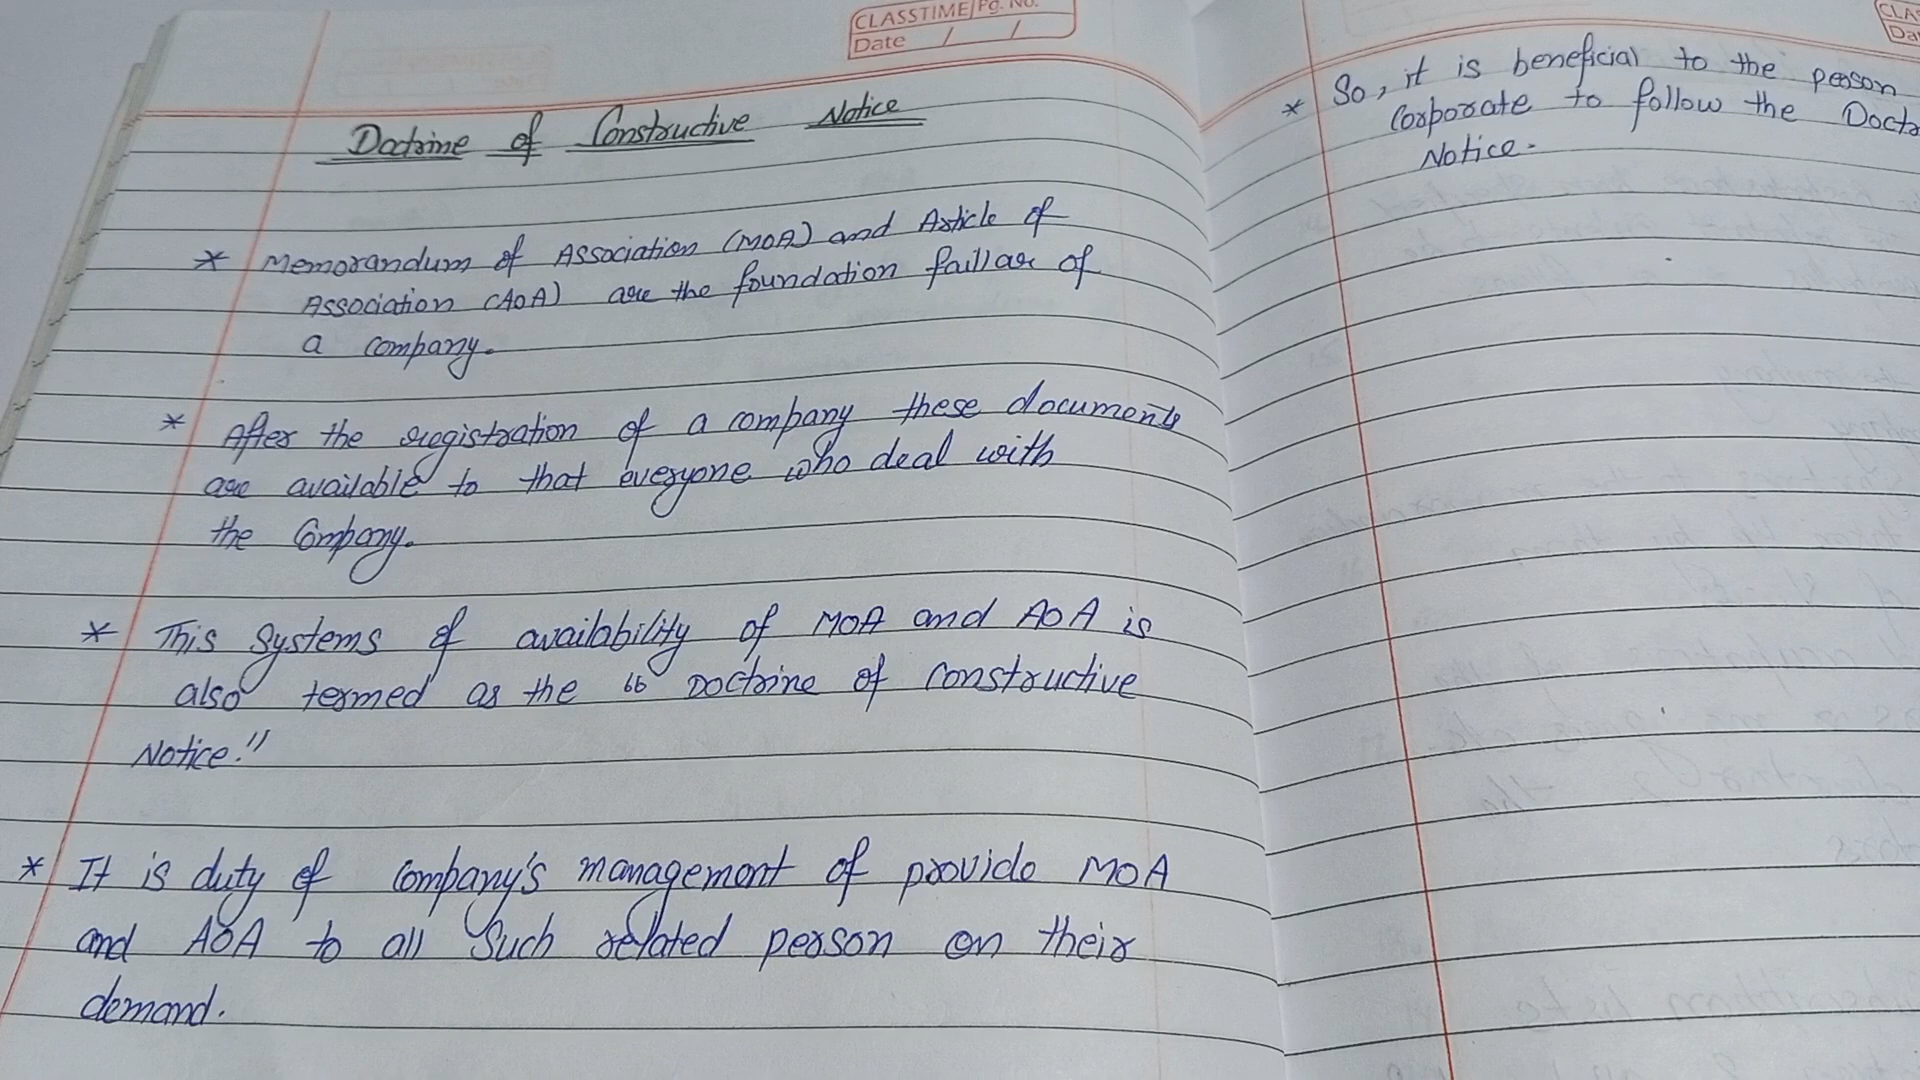 CLASSTIME Pg. No.
Date / /
Doctrine of Constructive Notice
* Memorandum of Association (MOA) and Article of
Association (AOA) are the foundation faillar of
a company.
* After the registration of a company these documents
are available to that everyone who deal with
the Company.
* This Systems of availability of MOA and AOA is
also termed as the "Doctrine of constructive
Notice!"
* It is duty of Company's management of provide MOA
and AOA to all Such related person on their
demand.
* So, it is beneficial to the person
Corporate to follow the
Notice.